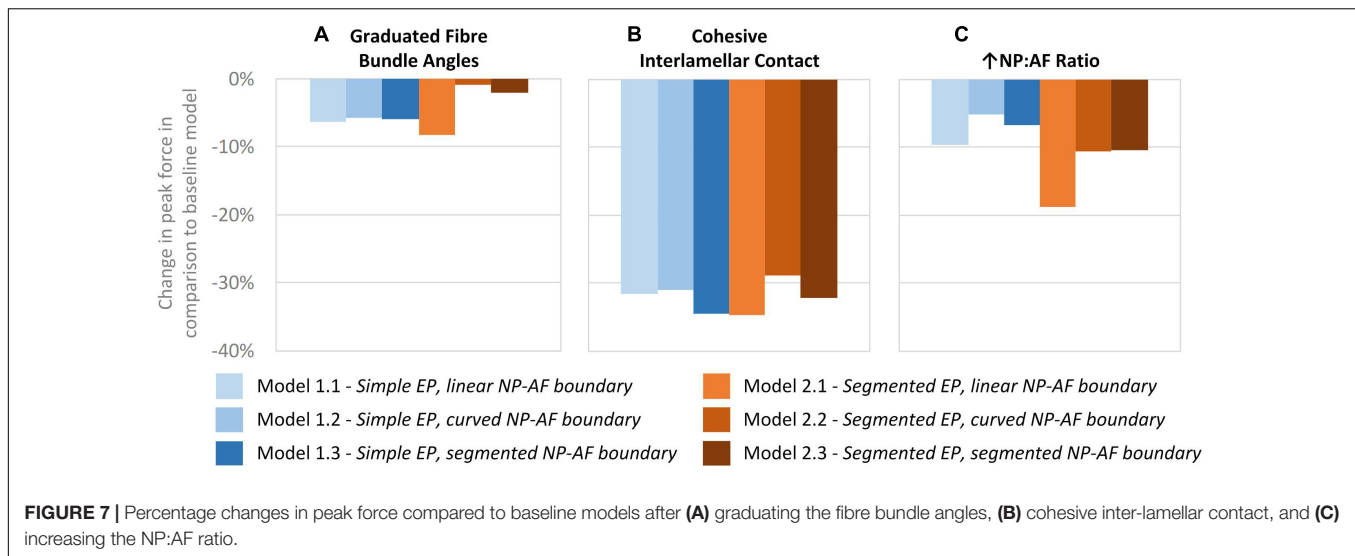 A Graduated Fibre
Bundle Angles
B Cohesive
Interlamellar Contact
C
↑NP:AF Ratio
Change in peak force in
comparison to baseline model
0%
-10%
-20%
-30%
-40%
Model 1.1 - Simple EP, linear NP-AF boundary
Model 1.2 - Simple EP, curved NP-AF boundary
Model 1.3 - Simple EP, segmented NP-AF boundary
Model 2.1 - Segmented EP, linear NP-AF boundary
Model 2.2 - Segmented EP, curved NP-AF boundary
Model 2.3 - Segmented EP, segmented NP-AF boundary
FIGURE 7 | Percentage changes in peak force compared to baseline models after (A) graduating the fibre bundle angles, (B) cohesive inter-lamellar contact, and (C)
increasing the NP:AF ratio.